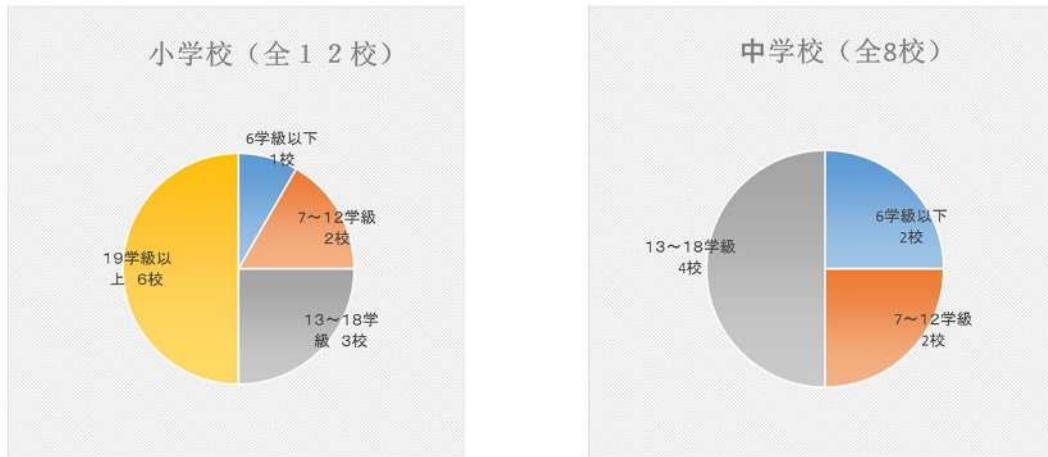 小学校（全１２校）
6学級以下
1校
7～12学級
2校
13～18学
級 3校
19学級以
上 6校
中学校（全8校）
6学級以下
2校
7～12学級
2校
13～18学級
4校